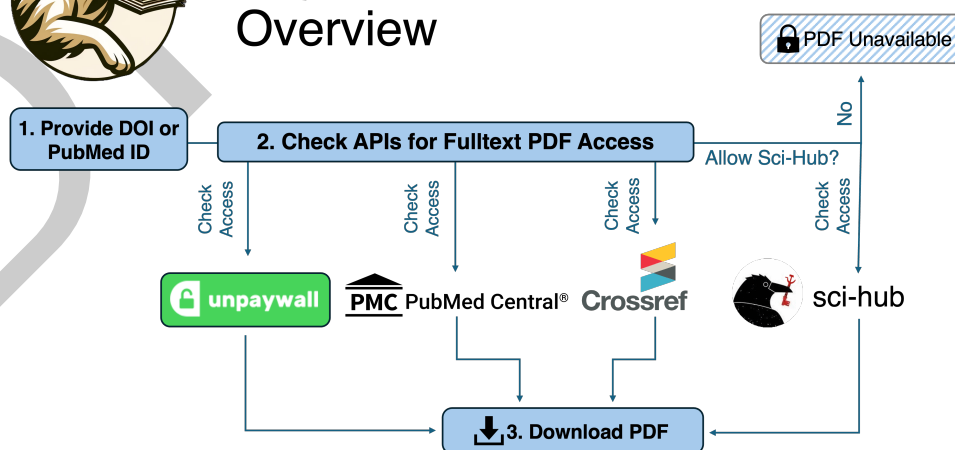 Overview
PDF Unavailable
1. Provide DOI or
PubMed ID
2. Check APIs for Fulltext PDF Access
No
Allow Sci-Hub?
Check
Access
Check
Access
Check
Access
Check
Access
unpaywall
PMC PubMed Central®
Crossref
sci-hub
3. Download PDF